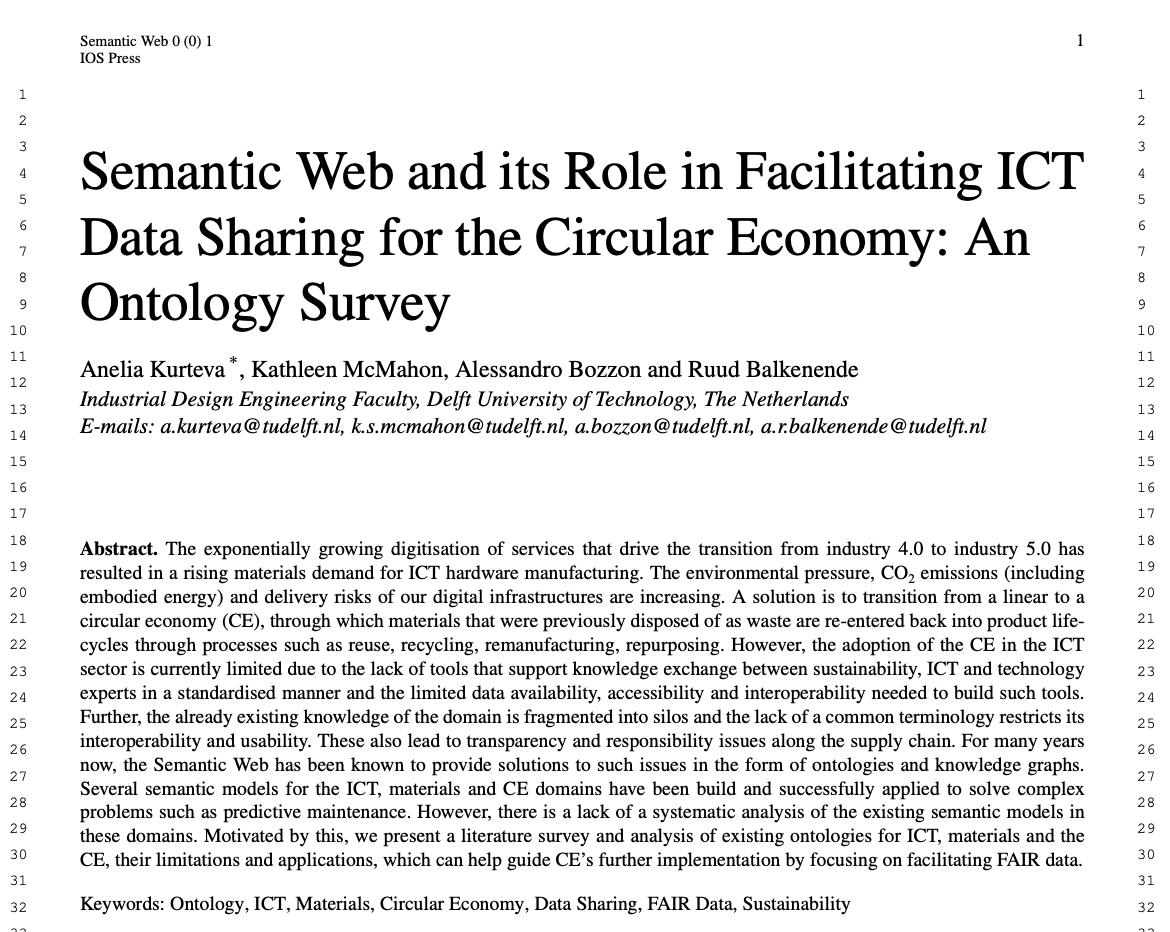 Semantic Web 0 (0) 1
1
IOS Press
1 1
2 2
3 3
Semantic Web and its Role in Facilitating ICT
4 4
5 5
6 6
Data Sharing for the Circular Economy: An
7 7
8 8
9 9
Ontology Survey
10 10
11 11
Anelia Kurteva *, Kathleen McMahon, Alessandro Bozzon and Ruud Balkenende
12 12
13 13
Industrial Design Engineering Faculty, Delft University of Technology, The Netherlands
14 14
E-mails: a.kurteva@tudelft.nl, k.s.mcmahon@tudelft.nl, a.bozzon@tudelft.nl, a.r.balkenende@tudelft.nl
15 15
16 16
17 17
18 18
Abstract. The exponentially growing digitisation of services that drive the transition from industry 4.0 to industry 5.0 has
19 19
resulted in a rising materials demand for ICT hardware manufacturing. The environmental pressure, CO2 emissions (including
20 20
embodied energy) and delivery risks of our digital infrastructures are increasing. A solution is to transition from a linear to a
21 21
circular economy (CE), through which materials that were previously disposed of as waste are re-entered back into product life-
22 22
cycles through processes such as reuse, recycling, remanufacturing, repurposing. However, the adoption of the CE in the ICT
23 23
sector is currently limited due to the lack of tools that support knowledge exchange between sustainability, ICT and technology
24 24
experts in a standardised manner and the limited data availability, accessibility and interoperability needed to build such tools.
25 25
Further, the already existing knowledge of the domain is fragmented into silos and the lack of a common terminology restricts its
26 26
interoperability and usability. These also lead to transparency and responsibility issues along the supply chain. For many years
now, the Semantic Web has been known to provide solutions to such issues in the form of ontologies and knowledge graphs.
27 27
Several semantic models for the ICT, materials and CE domains have been build and successfully applied to solve complex
28 28
problems such as predictive maintenance. However, there is a lack of a systematic analysis of the existing semantic models in
29 29
these domains. Motivated by this, we present a literature survey and analysis of existing ontologies for ICT, materials and the
30 30
CE, their limitations and applications, which can help guide CE's further implementation by focusing on facilitating FAIR data.
31 31
32 32
Keywords: Ontology, ICT, Materials, Circular Economy, Data Sharing, FAIR Data, Sustainability